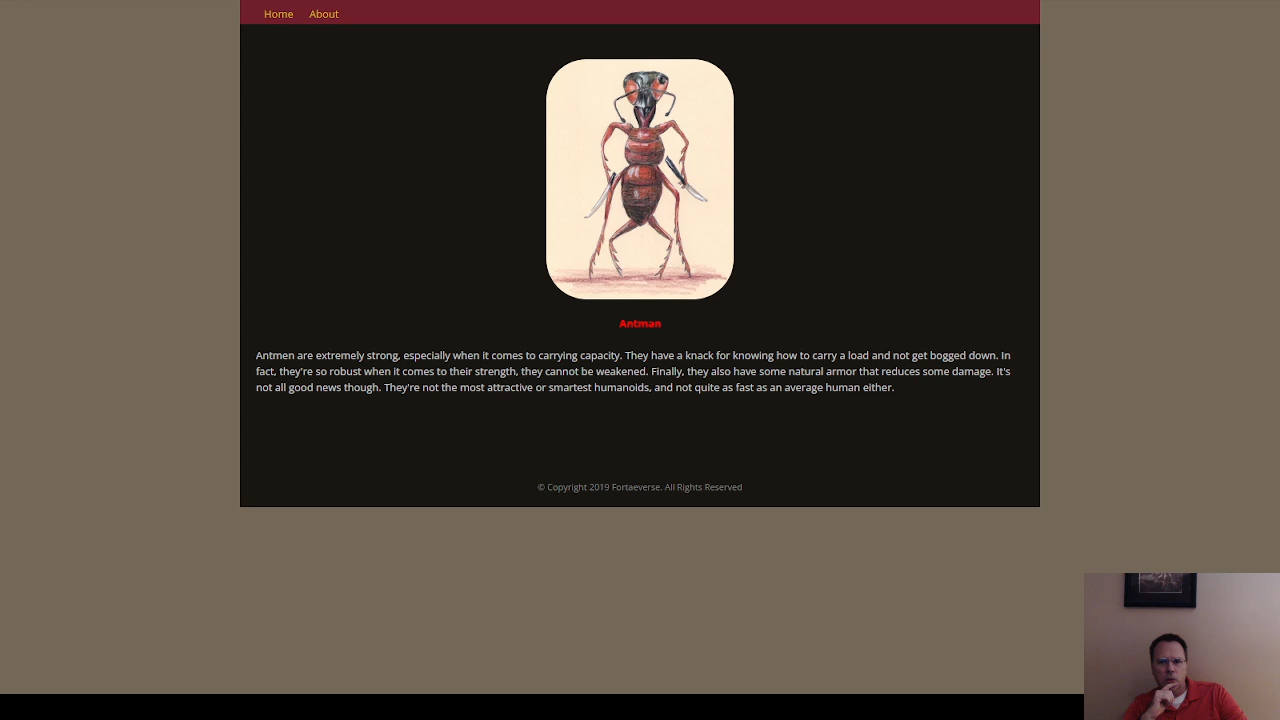 Home About
Antman
Antmen are extremely strong, especially when it comes to carrying capacity. They have a knack for knowing how to carry a load and not get bogged down. In
fact, they're so robust when it comes to their strength, they cannot be weakened. Finally, they also have some natural armor that reduces some damage. It's
not all good news though. They're not the most attractive or smartest humanoids, and not quite as fast as an average human either.
© Copyright 2019 Fortaeverse. All Rights Reserved